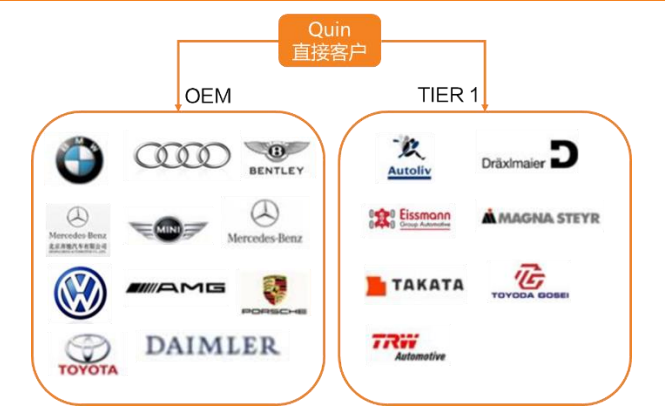 Quin
直接客户
OEM
TIER 1
BMW
BENTLEY
Mercedes-Benz
MINI
Mercedes-Benz
AMG
PORSCHE
TOYOTA
DAIMLER
Autoliv
Dräxlmaier
Eissmann
Group Automotive
MAGNA STEYR
TAKATA
TOYODA GOSEI
TRW
Automotive